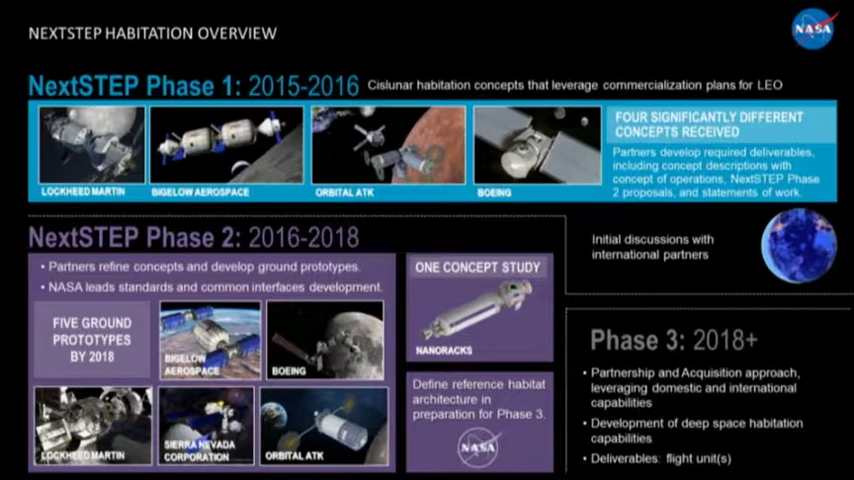 NEXTSTEP HABITATION OVERVIEW
NASA
NextSTEP Phase 1: 2015-2016
Cislunar habitation concepts that leverage commercialization plans for LEO
LOCKHEED MARTIN
BIGELOW AEROSPACE
ORBITAL ATK
BOEING
FOUR SIGNIFICANTLY DIFFERENT
CONCEPTS RECEIVED
Partners develop required deliverables,
including concept descriptions with
concept of operations, NextSTEP Phase
2 proposals, and statements of work.
NextSTEP Phase 2: 2016-2018
• Partners refine concepts and develop ground prototypes.
• NASA leads standards and common interfaces development.
FIVE GROUND
PROTOTYPES
BY 2018
BIGELOW
AEROSPACE
BOEING
LOCKHEED MARTIN
SIERRA NEVADA
CORPORATION
ORBITAL ATK
ONE CONCEPT STUDY
NANORACKS
Define reference habitat
architecture in
preparation for Phase 3.
NASA
Initial discussions with
international partners
Phase 3: 2018+
• Partnership and Acquisition approach,
leveraging domestic and international
capabilities
• Development of deep space habitation
capabilities
• Deliverables: flight unit(s)